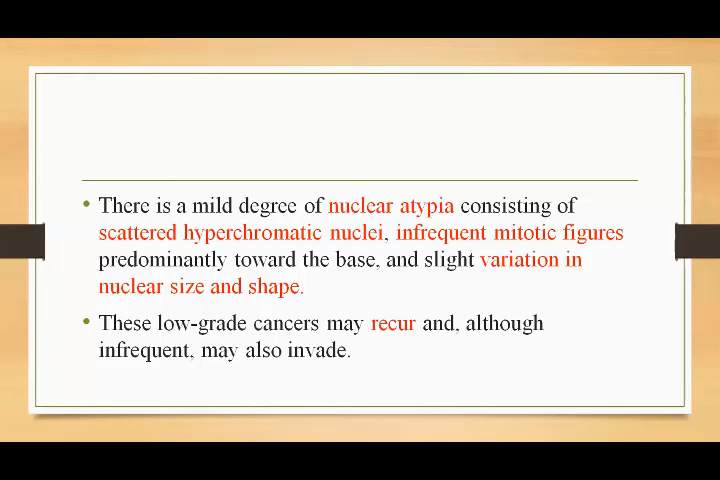 • There is a mild degree of nuclear atypia consisting of
scattered hyperchromatic nuclei, infrequent mitotic figures
predominantly toward the base, and slight variation in
nuclear size and shape.
• These low-grade cancers may recur and, although
infrequent, may also invade.